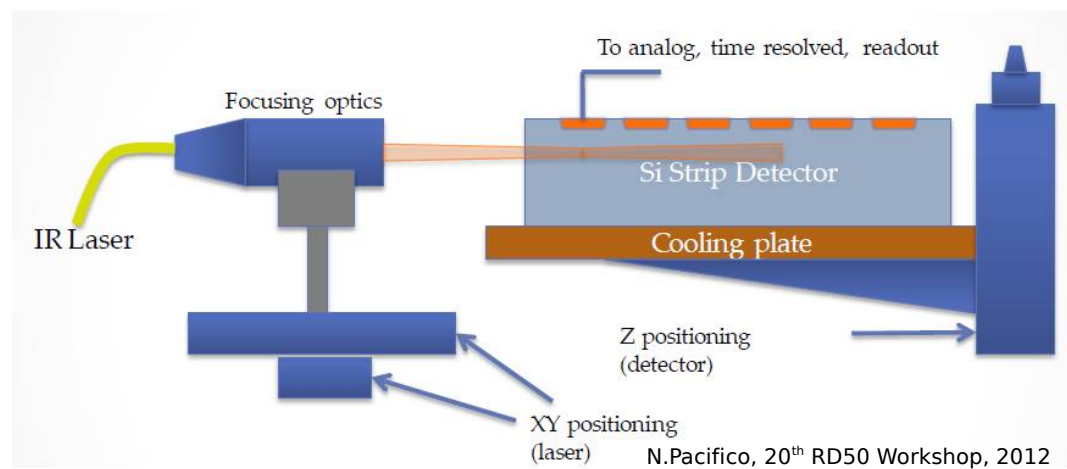 To analog, time resolved, readout
Focusing optics
Si Strip Detector
IR Laser
Cooling plate
Z positioning
(detector)
XY positioning
(laser)
N.Pacifico, 20th RD50 Workshop, 2012